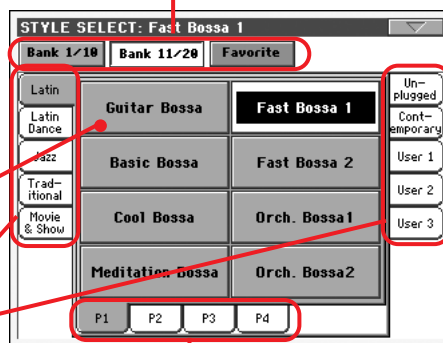 STYLE SELECT: Fast Bossa 1
Bank 1/10 Bank 11/20 Favorite
Latin
Latin
Dance
Jazz
Trad-
itional
Movie
& Show
Guitar Bossa Fast Bossa 1
Basic Bossa Fast Bossa 2
Cool Bossa Orch. Bossa1
Meditation Bossa Orch. Bossa2
Un-
plugged
Cont-
emporary
User 1
User 2
User 3
P1 P2 P3 P4